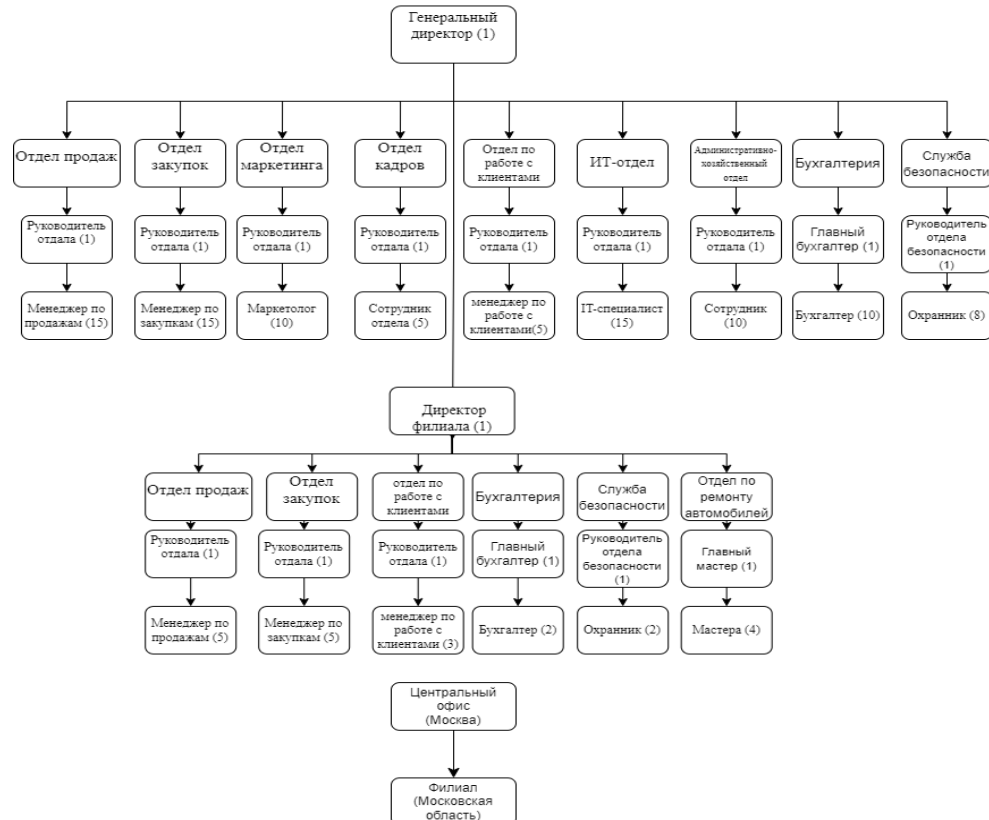 Генеральный
директор (1)
Отдел продаж
Отдел
закупок
Отдел
маркетинга
Отдел
кадров
Отдел по
работе с
клиентами
ИТ-отдел
Административно-
хозяйственный
отдел
Бухгалтерия
Служба
безопасности
Руководитель
отдала (1)
Руководитель
отдала (1)
Руководитель
отдала (1)
Руководитель
отдала (1)
Руководитель
отдала (1)
Руководитель
отдала (1)
Руководитель
отдала (1)
Главный
бухгалтер (1)
Руководитель
отдела
безопасности
(1)
Менеджер по
продажам (15)
Менеджер по
закупкам (15)
Маркетолог
(10)
Сотрудник
отдела (5)
менеджер по
работе с
клиентами(5)
IT-специалист
(15)
Сотрудник
(10)
Бухгалтер (10)
Охранник (8)
Директор
филиала (1)
Отдел продаж
Отдел
закупок
отдел по
работе с
клиентами
Бухгалтерия
Служба
безопасности
Отдел по
ремонту
автомобилей
Руководитель
отдала (1)
Руководитель
отдала (1)
Руководитель
отдала (1)
Главный
бухгалтер (1)
Руководитель
отдела
безопасности
(1)
Главный
мастер (1)
Менеджер по
продажам (5)
Менеджер по
закупкам (5)
менеджер по
работе с
клиентами (3)
Бухгалтер (2)
Охранник (2)
Мастера (4)
Центральный
офис
(Москва)
Филиал
(Московская
область)